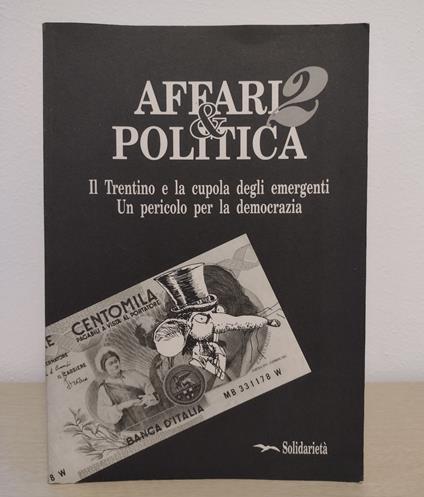 AFFARI 2
&
POLITICA
Il Trentino e la cupola degli emergenti
Un pericolo per la democrazia
CENTOMILA
PAGABILI A VISTA AL PORTATORE
BANCA D'ITALIA
MB 331178 W
8 W
Solidarietà